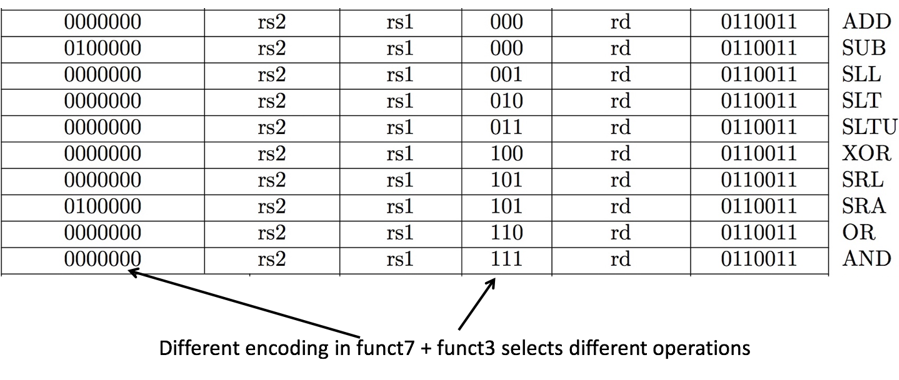 0000000 rs2 rs1 000 rd 0110011 ADD
0100000 rs2 rs1 000 rd 0110011 SUB
0000000 rs2 rs1 001 rd 0110011 SLL
0000000 rs2 rs1 010 rd 0110011 SLT
0000000 rs2 rs1 011 rd 0110011 SLTU
0000000 rs2 rs1 100 rd 0110011 XOR
0000000 rs2 rs1 101 rd 0110011 SRL
0100000 rs2 rs1 101 rd 0110011 SRA
0000000 rs2 rs1 110 rd 0110011 OR
0000000 rs2 rs1 111 rd 0110011 AND
Different encoding in funct7 + funct3 selects different operations